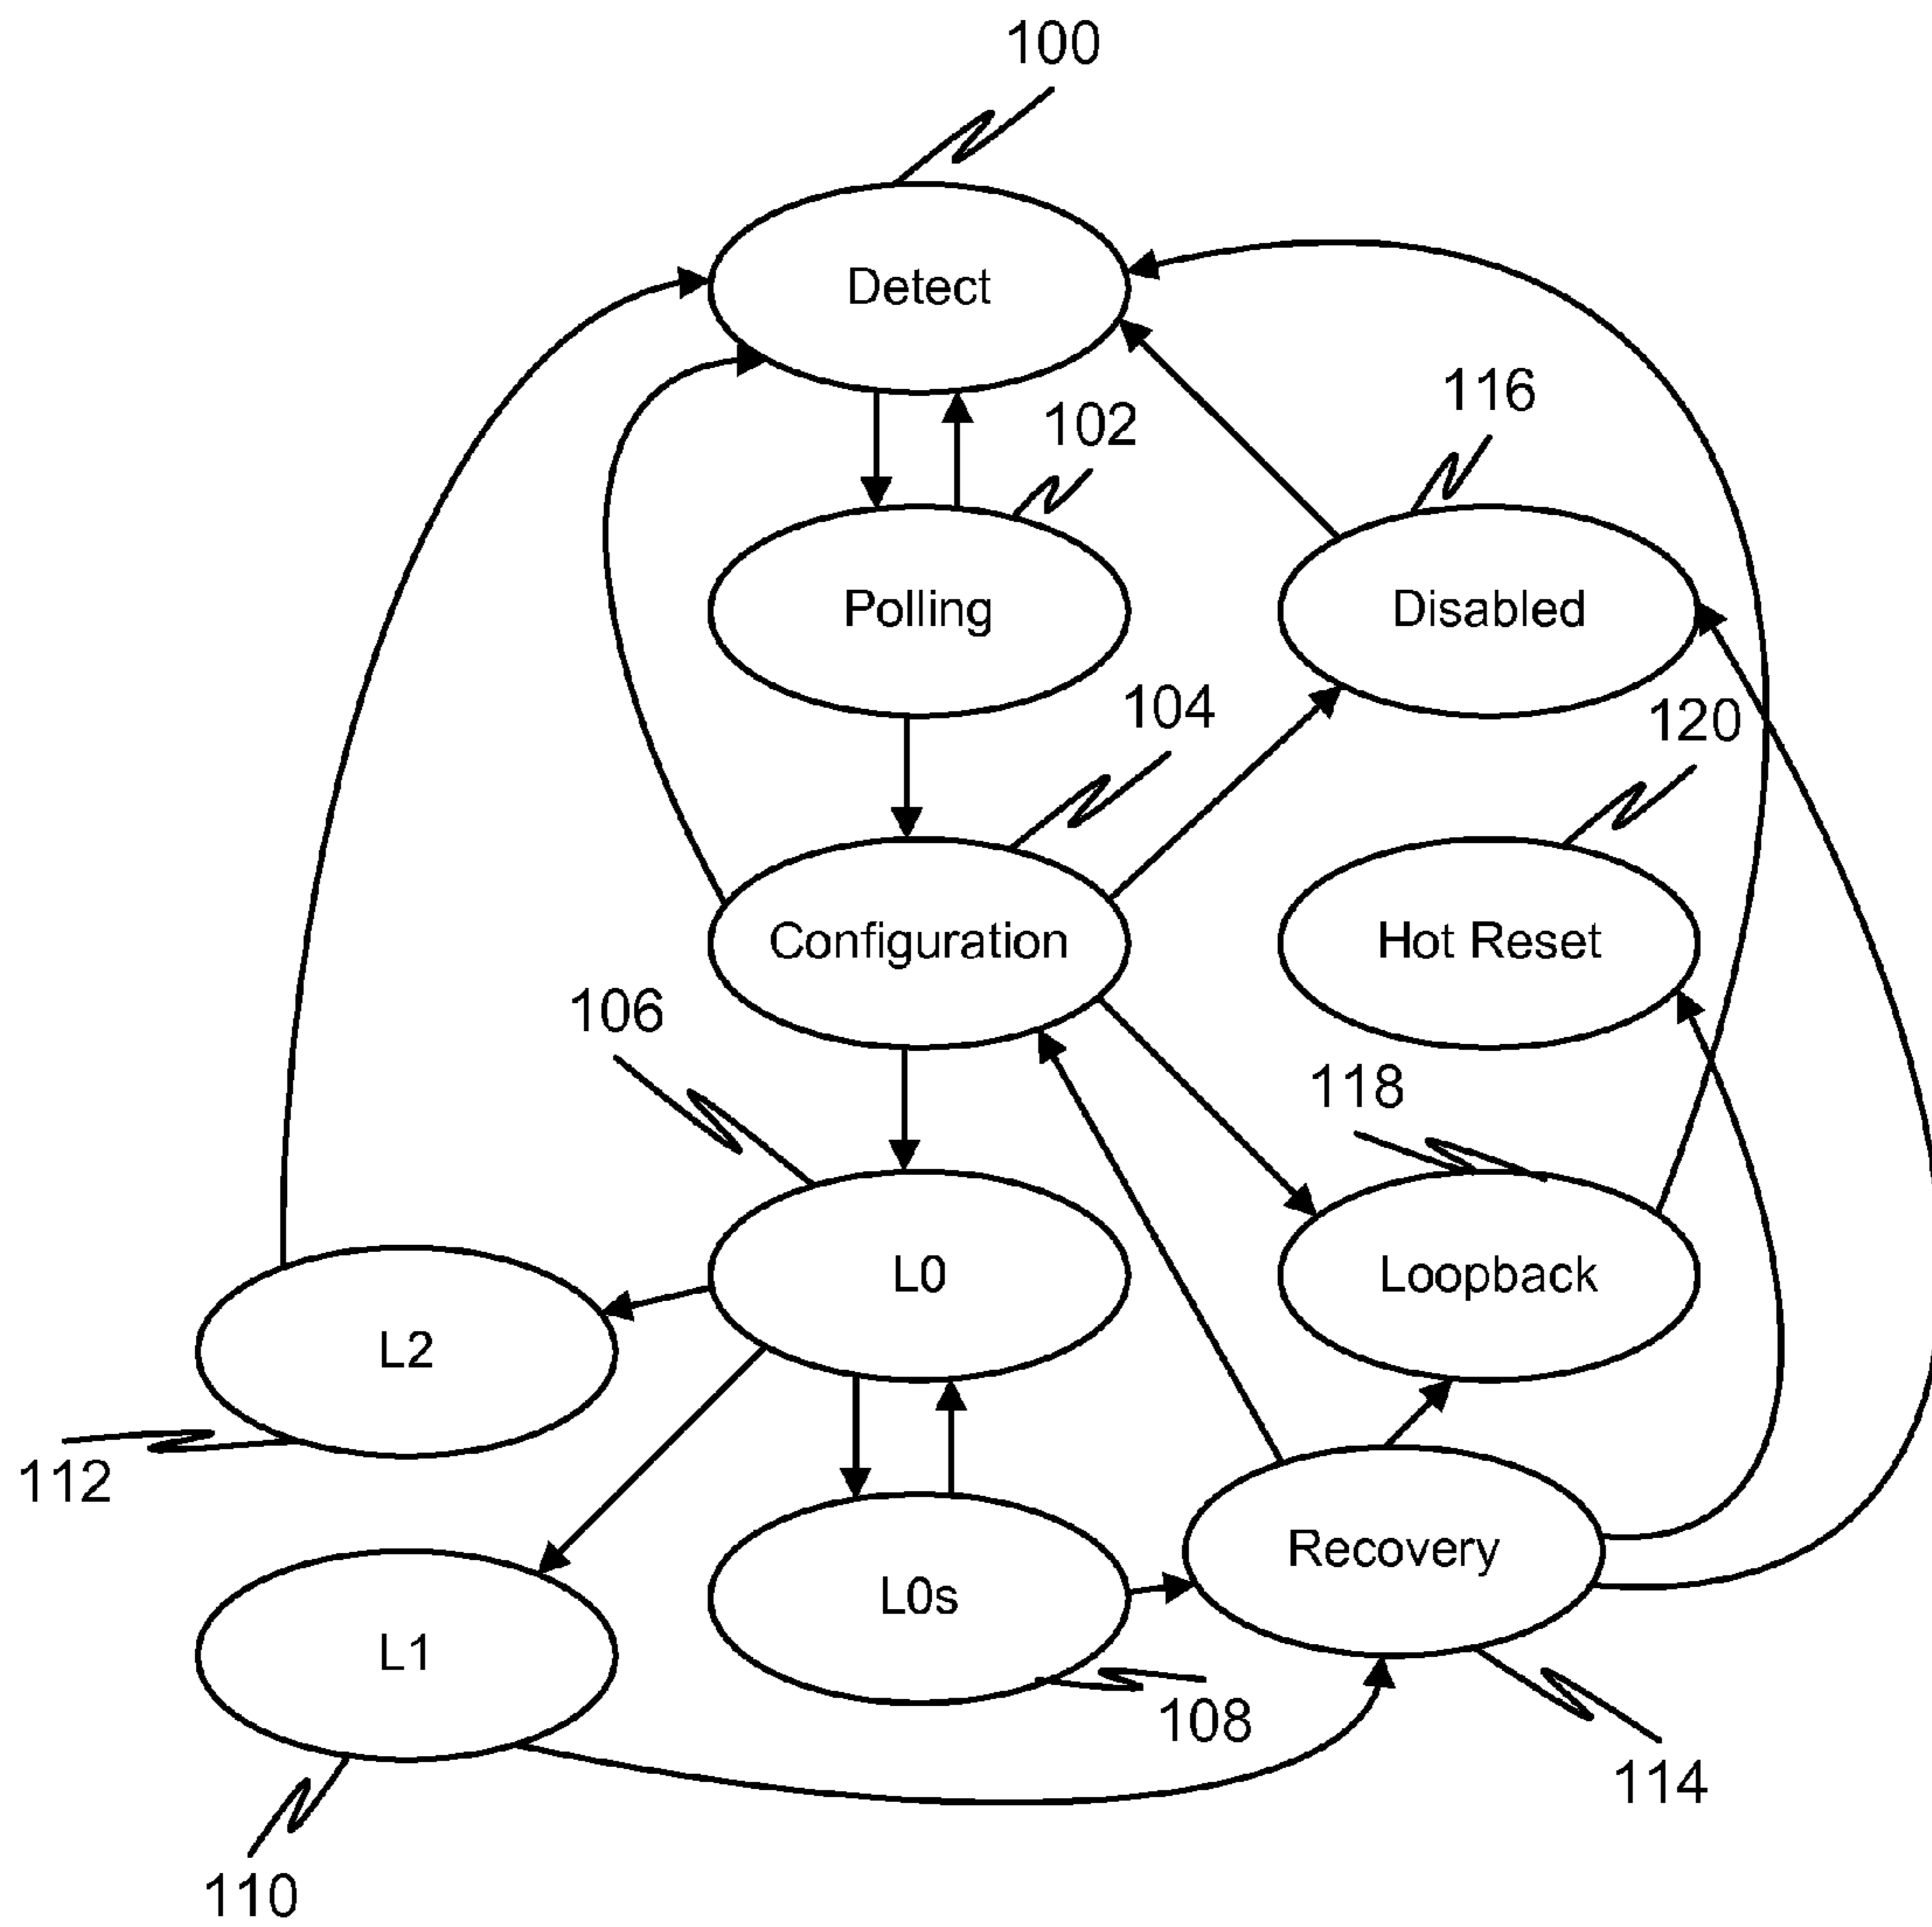 100
Detect
116
102
Polling
Disabled
104
120
Configuration
Hot Reset
106
118
L0
Loopback
L2
112
Recovery
L0s
L1
108
114
110